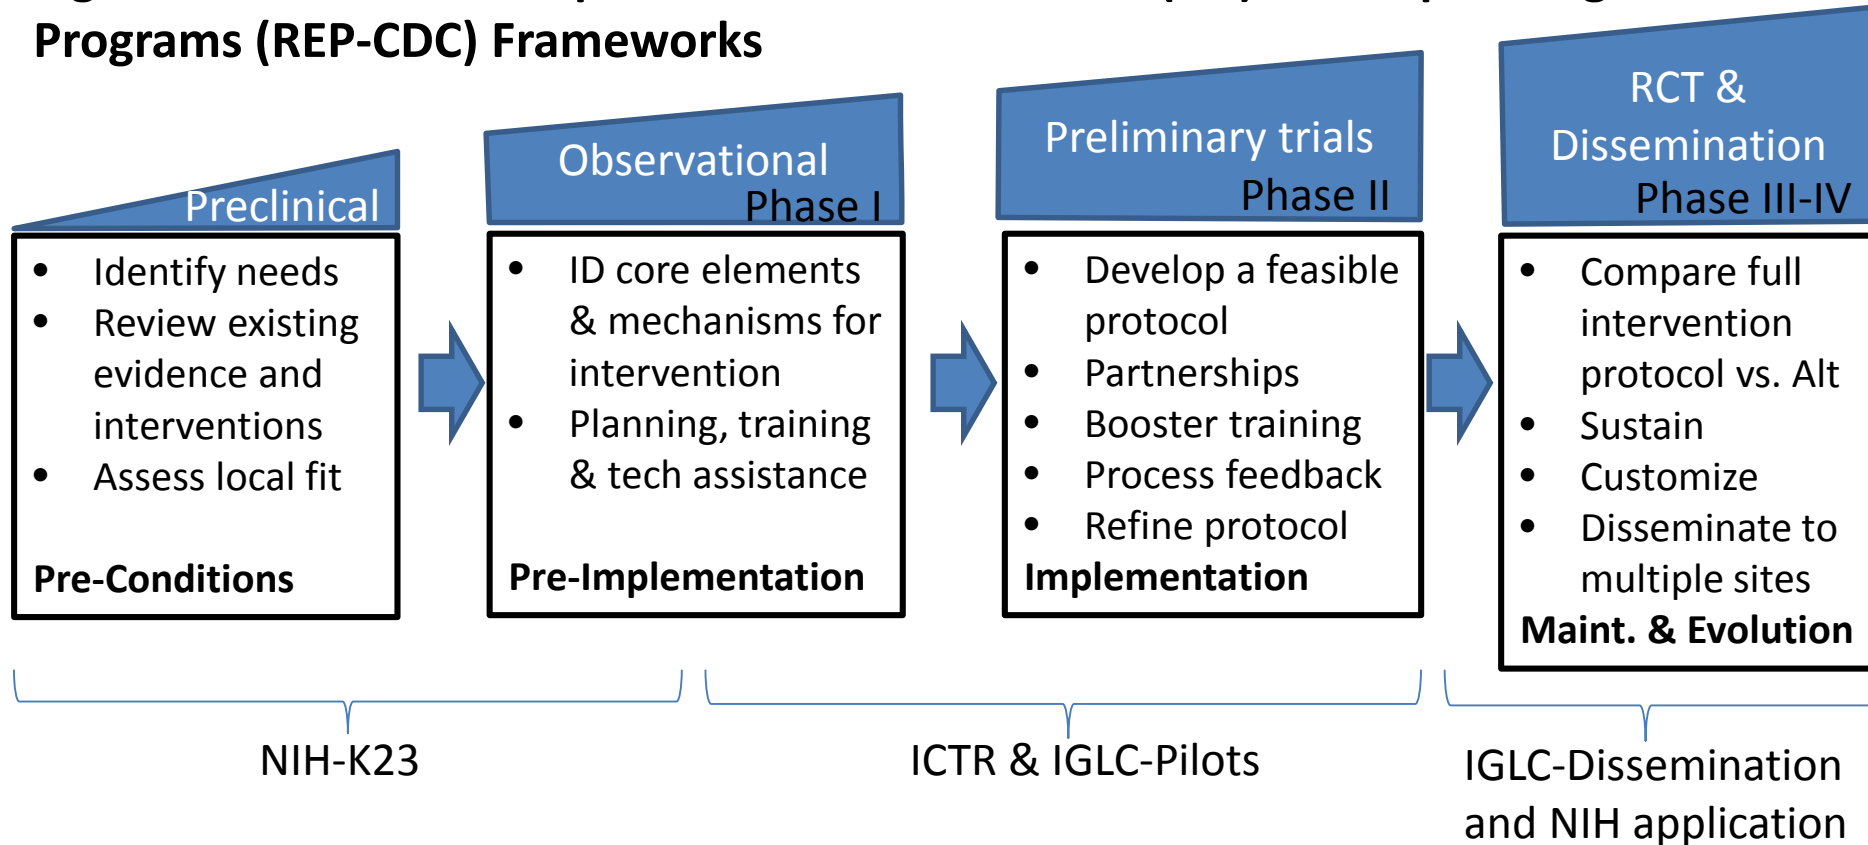 Programs (REP-CDC) Frameworks
Preclinical
• Identify needs
• Review existing
evidence and
interventions
• Assess local fit
Pre-Conditions
Observational
Phase I
• ID core elements
& mechanisms for
intervention
• Planning, training
& tech assistance
Pre-Implementation
Preliminary trials
Phase II
• Develop a feasible
protocol
• Partnerships
• Booster training
• Process feedback
• Refine protocol
Implementation
RCT &
Dissemination
Phase III-IV
• Compare full
intervention
protocol vs. Alt
• Sustain
• Customize
• Disseminate to
multiple sites
Maint. & Evolution
NIH-K23
ICTR & IGLC-Pilots
IGLC-Dissemination
and NIH application